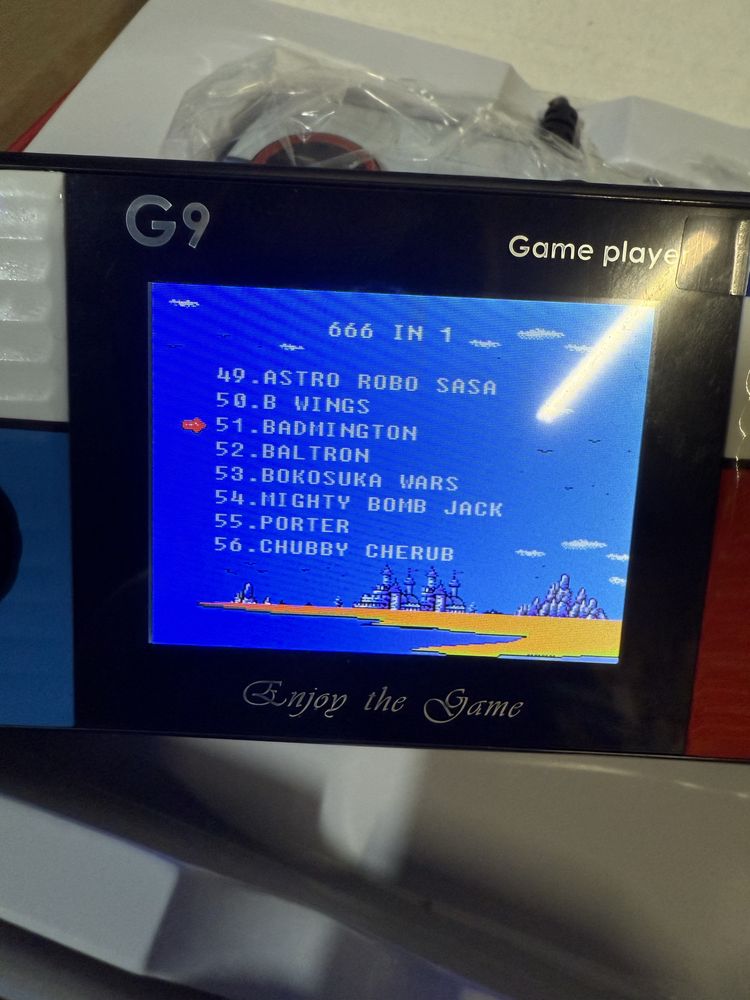 G9
Game player
666 IN 1
49.ASTRO ROBO SASA
50.B WINGS
51.BADMINGTON
52.BALTRON
53.BOKOSUKA WARS
54.MIGHTY BOMB JACK
55.PORTER
56.CHUBBY CHERUB
Enjoy the Game